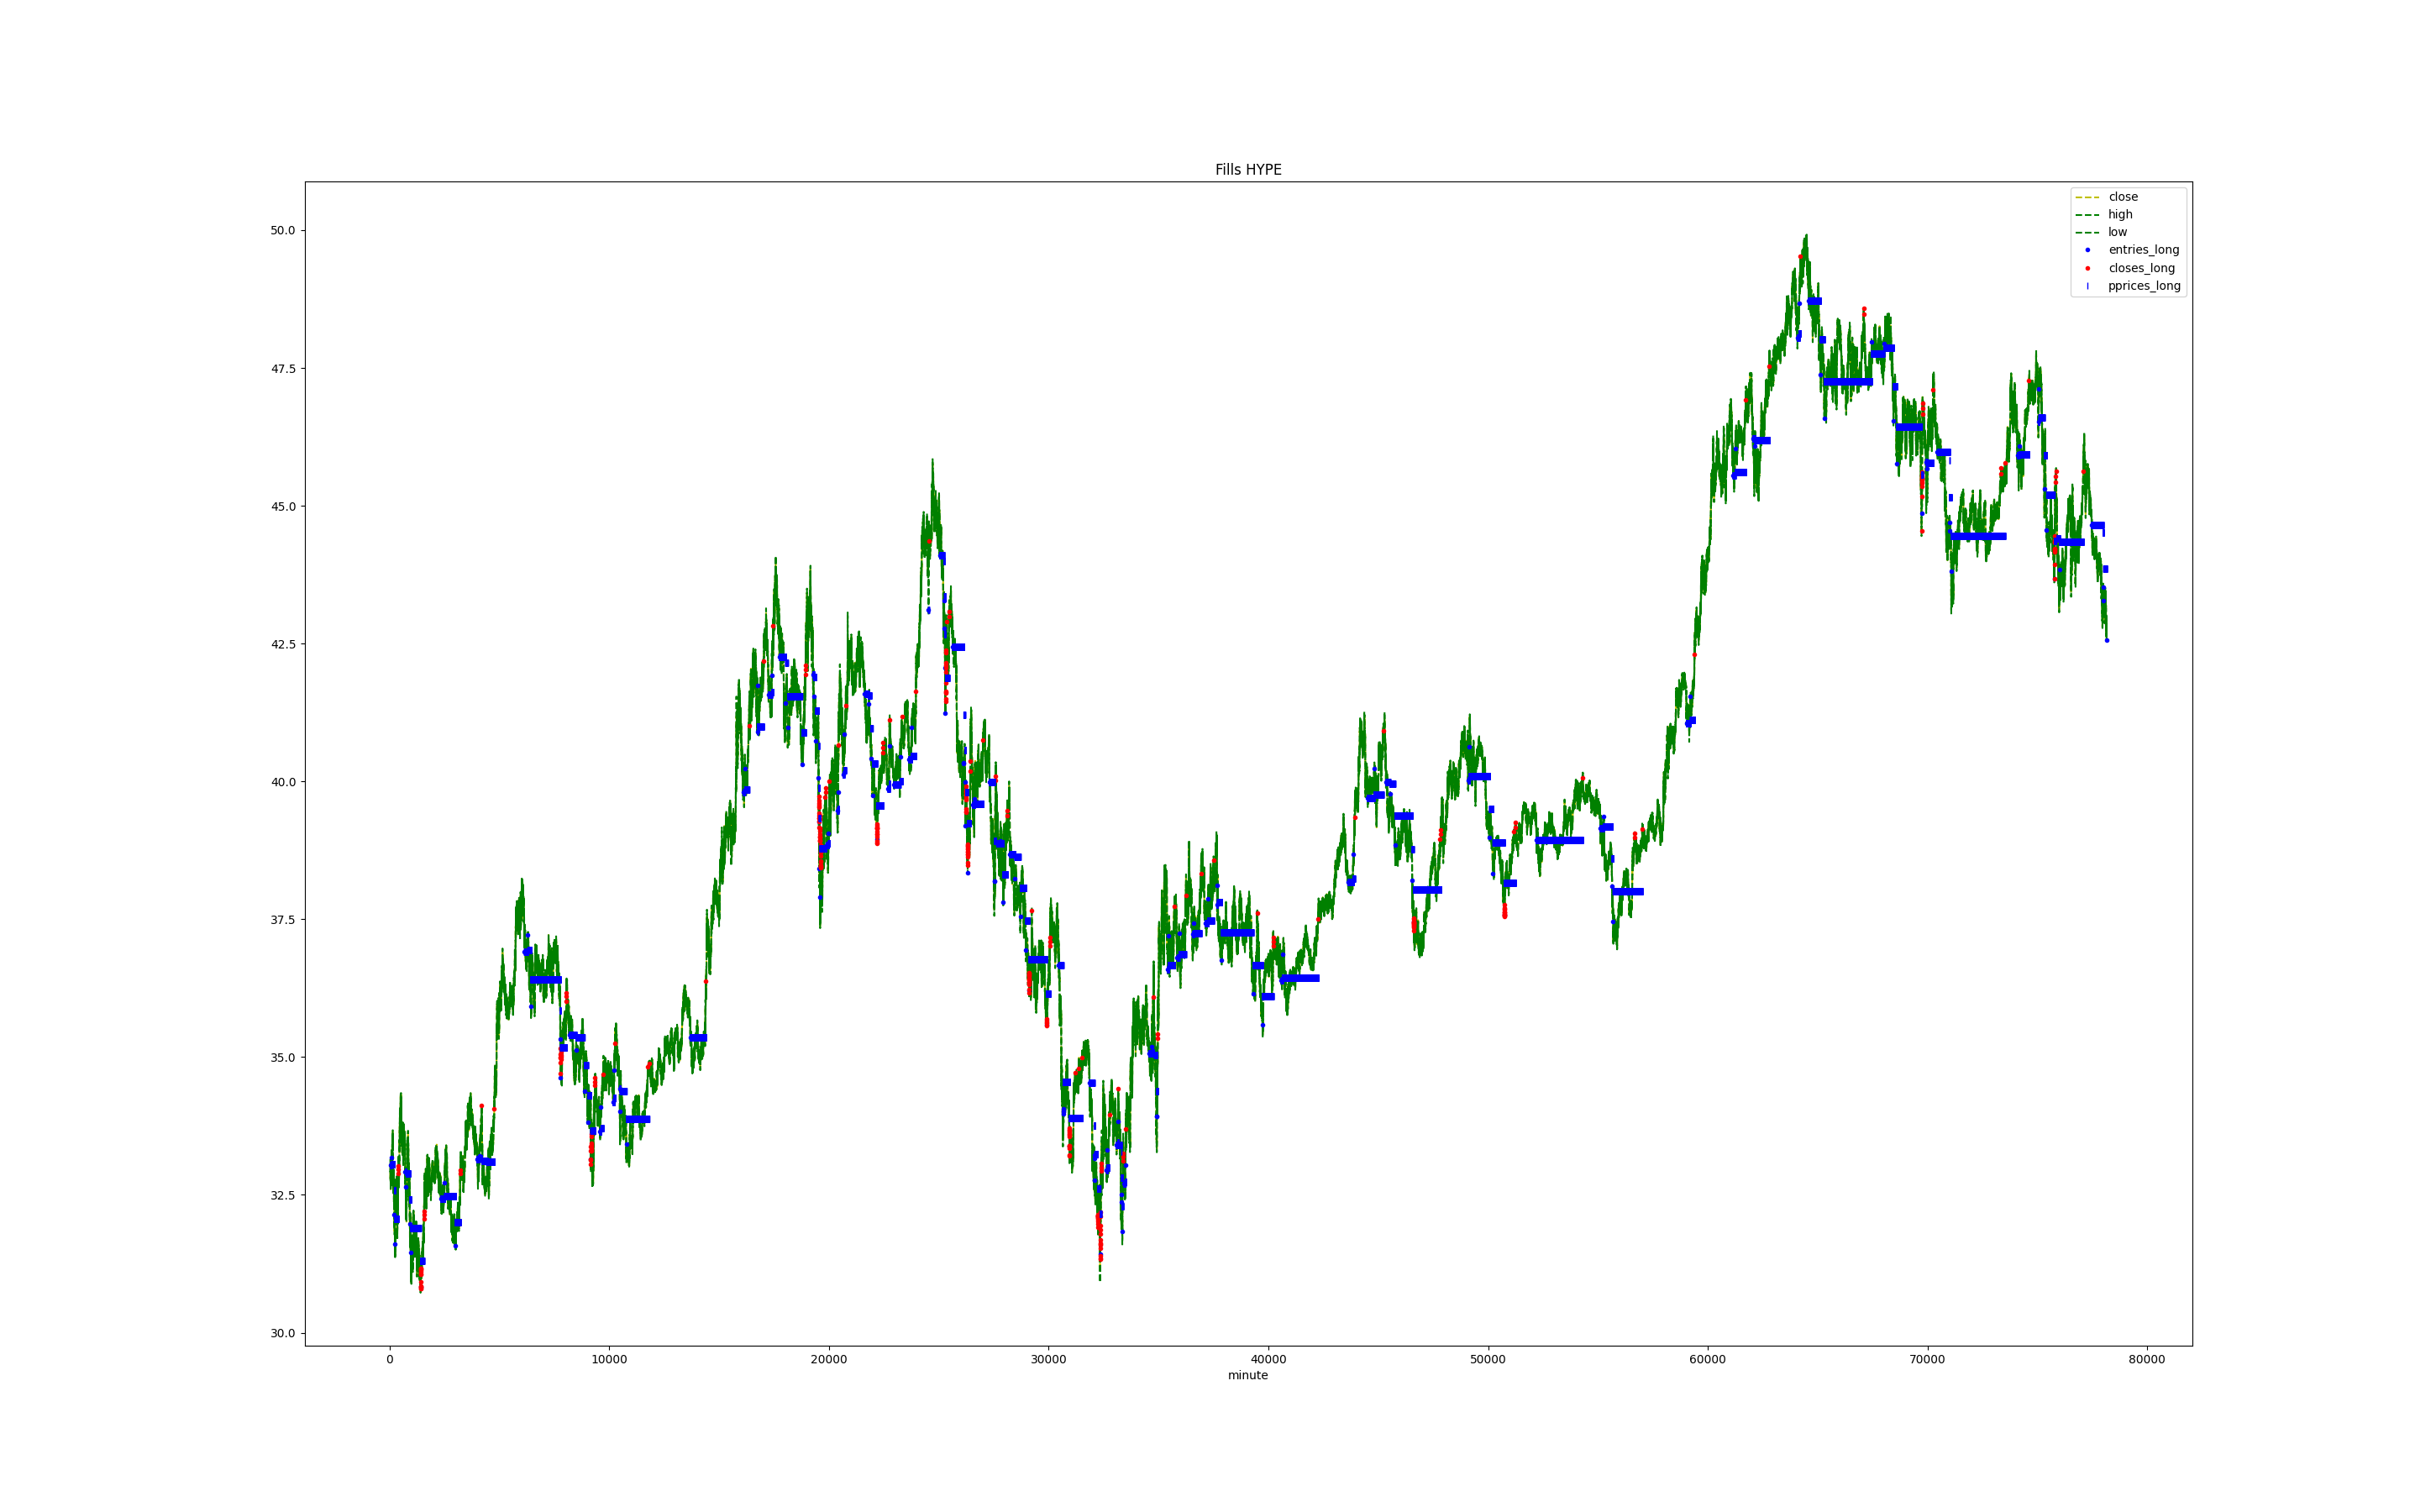 Fills HYPE
close
high
low
entries_long
closes_long
pprices_long
50.0
47.5
45.0
42.5
40.0
37.5
35.0
32.5
30.0
0 10000 20000 30000 40000 50000 60000 70000 80000
minute